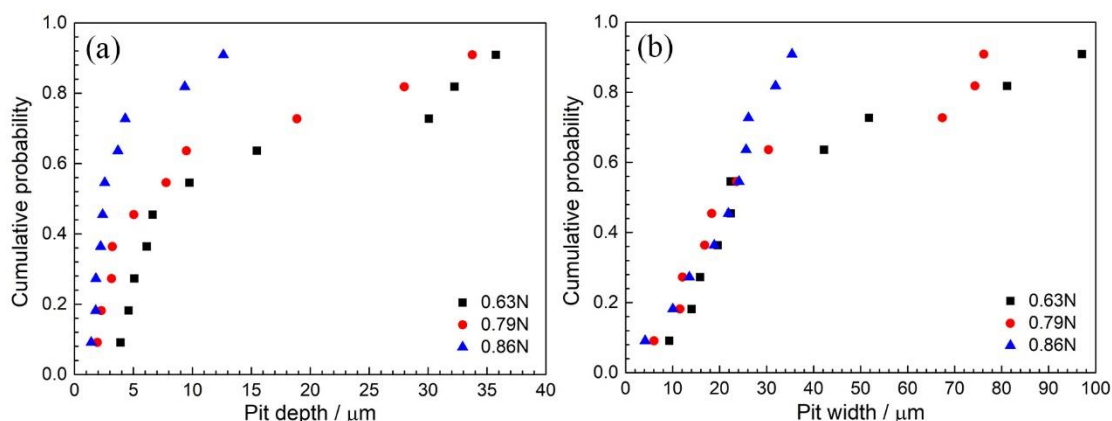 (a)
Cumulative probability
1.0
0.8
0.6
0.4
0.2
0.0
0.63N
0.79N
0.86N
0 5 10 15 20 25 30 35 40
Pit depth / μm
(b)
Cumulative probability
1.0
0.8
0.6
0.4
0.2
0.0
0.63N
0.79N
0.86N
0 10 20 30 40 50 60 70 80 90 100
Pit width / μm